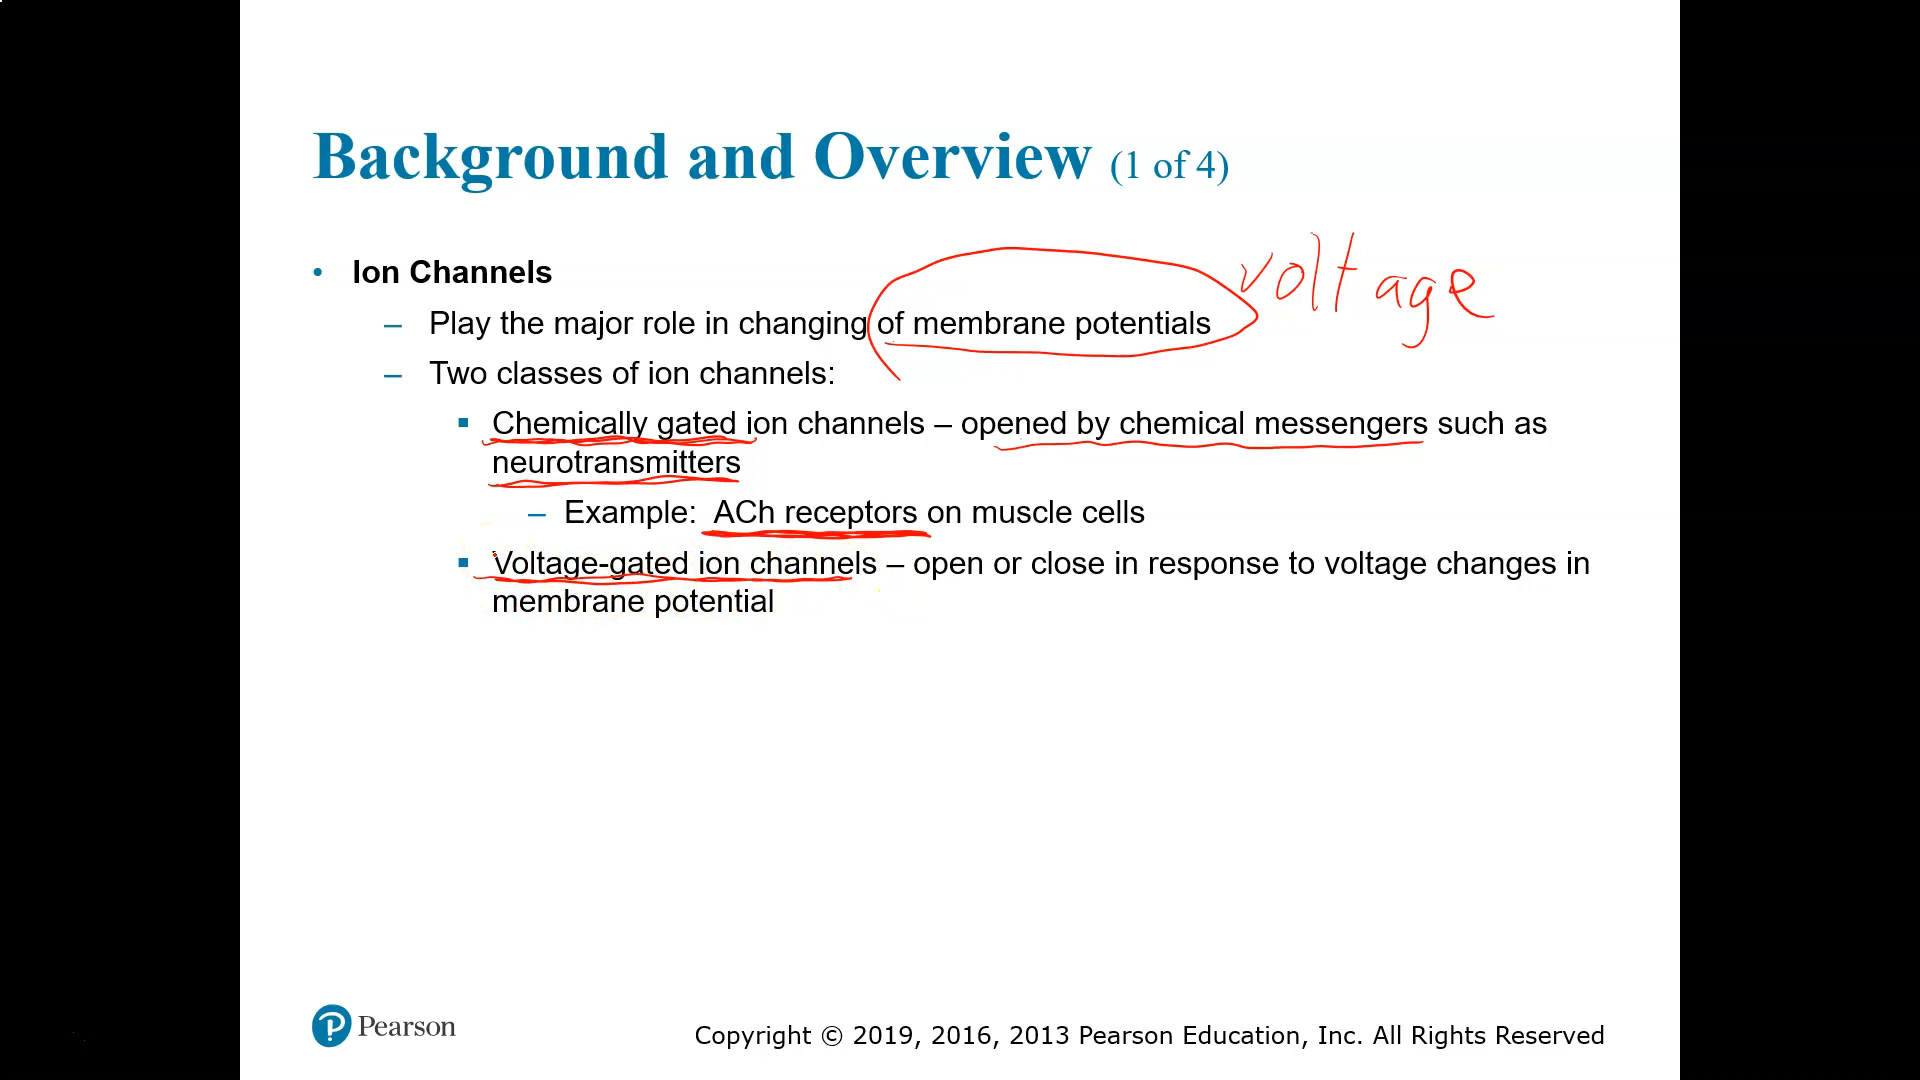 Background and Overview (1 of 4)
voltage
• Ion Channels
– Play the major role in changing of membrane potentials
– Two classes of ion channels:
▪ Chemically gated ion channels – opened by chemical messengers such as
neurotransmitters
– Example: ACh receptors on muscle cells
▪ Voltage-gated ion channels – open or close in response to voltage changes in
membrane potential
Pearson
Copyright © 2019, 2016, 2013 Pearson Education, Inc. All Rights Reserved